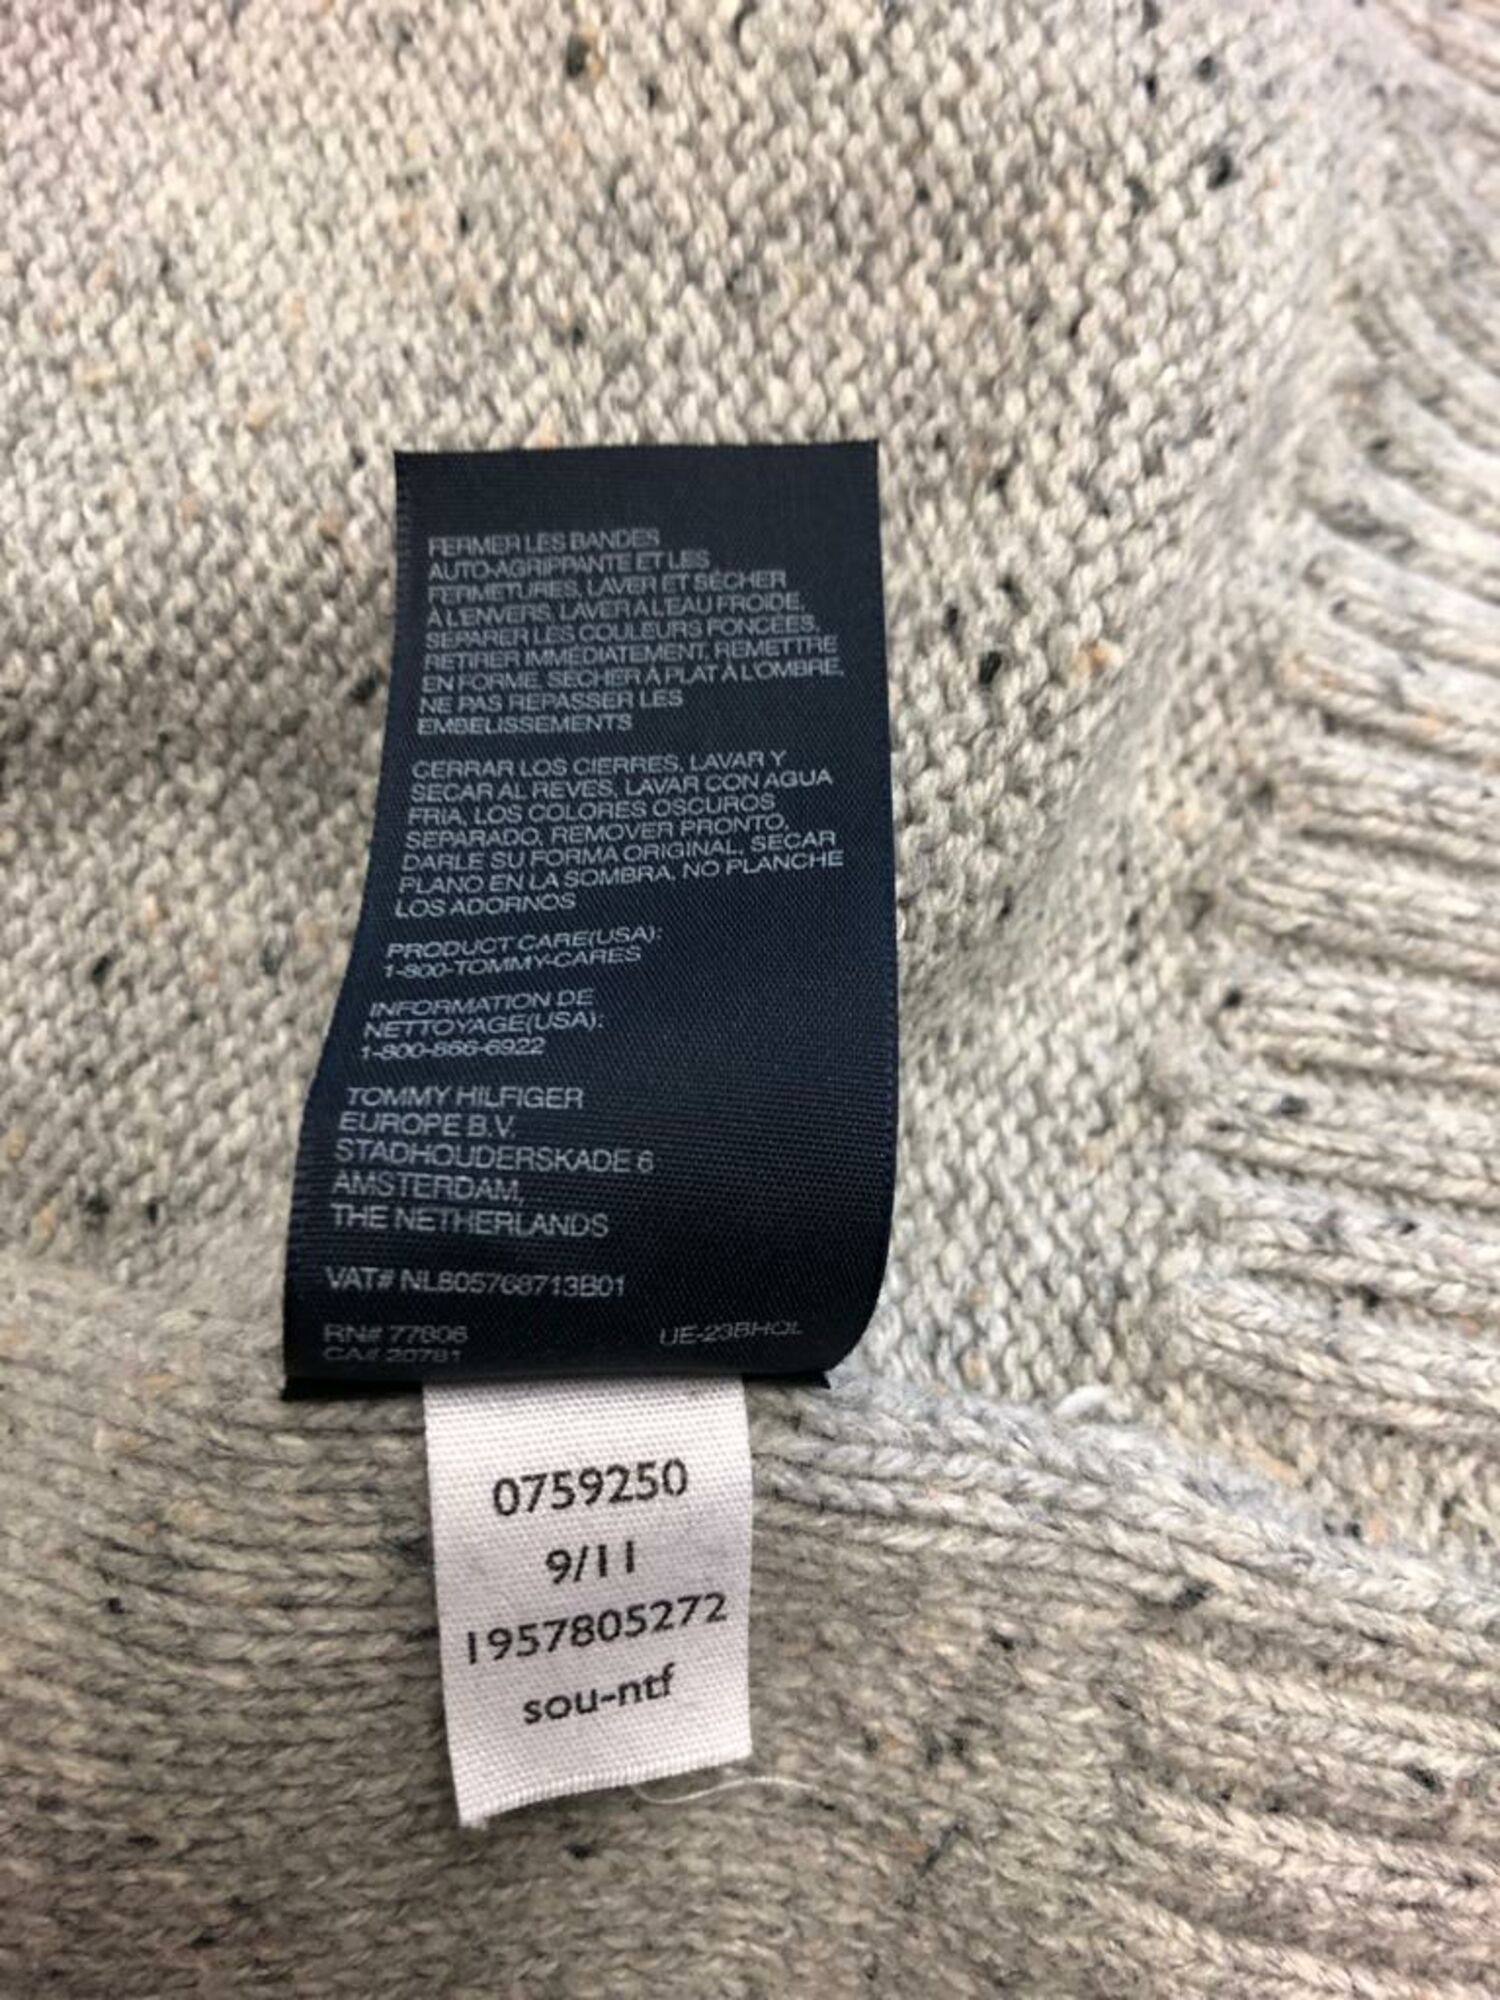 FERMER LES BANDES
AUTO-AGRIPPANTE ET LES
FERMETURES, LAVER ET SÉCHER
À L'ENVERS, LAVER À L'EAU FROIDE,
SEPARER LES COULEURS FONCÉES,
RETIRER IMMÉDIATEMENT, REMETTRE
EN FORME, SECHER A PLAT À L'OMBRE,
NE PAS REPASSER LES
EMBELISSEMENTS
CERRAR LOS CIERRES, LAVAR Y
SECAR AL REVES, LAVAR CON AGUA
FRIA, LOS COLORES OSCUROS
SEPARADO, REMOVER PRONTO,
DARLE SU FORMA ORIGINAL, SECAR
PLANO EN LA SOMBRA, NO PLANCHE
LOS ADORNOS
PRODUCT CARE(USA):
1-800-TOMMY-CARES
INFORMATION DE
NETTOYAGE(USA):
1-800-866-6922
TOMMY HILFIGER
EUROPE B.V.
STADHOUDERSKADE 6
AMSTERDAM,
THE NETHERLANDS
VAT# NL805768713B01
RN# 77806
CA# 20781
UE-23BHOL
0759250
9/11
1957805272
sou-ntf